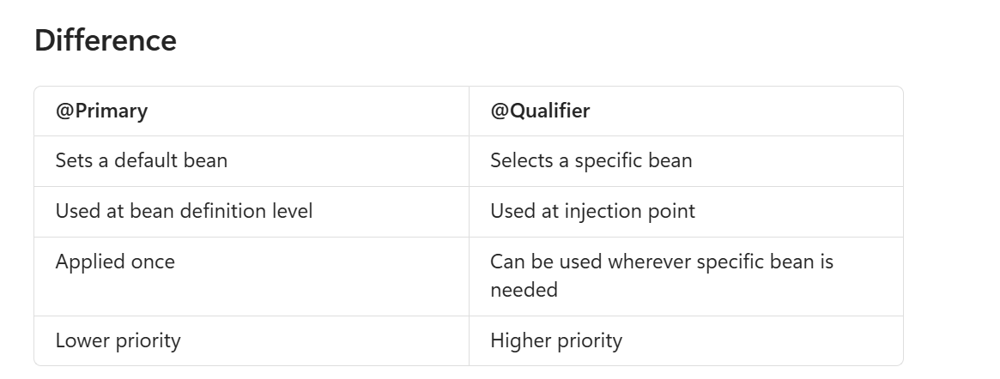 Difference
@Primary
@Qualifier
Sets a default bean
Selects a specific bean
Used at bean definition level
Used at injection point
Applied once
Can be used wherever specific bean is
needed
Lower priority
Higher priority